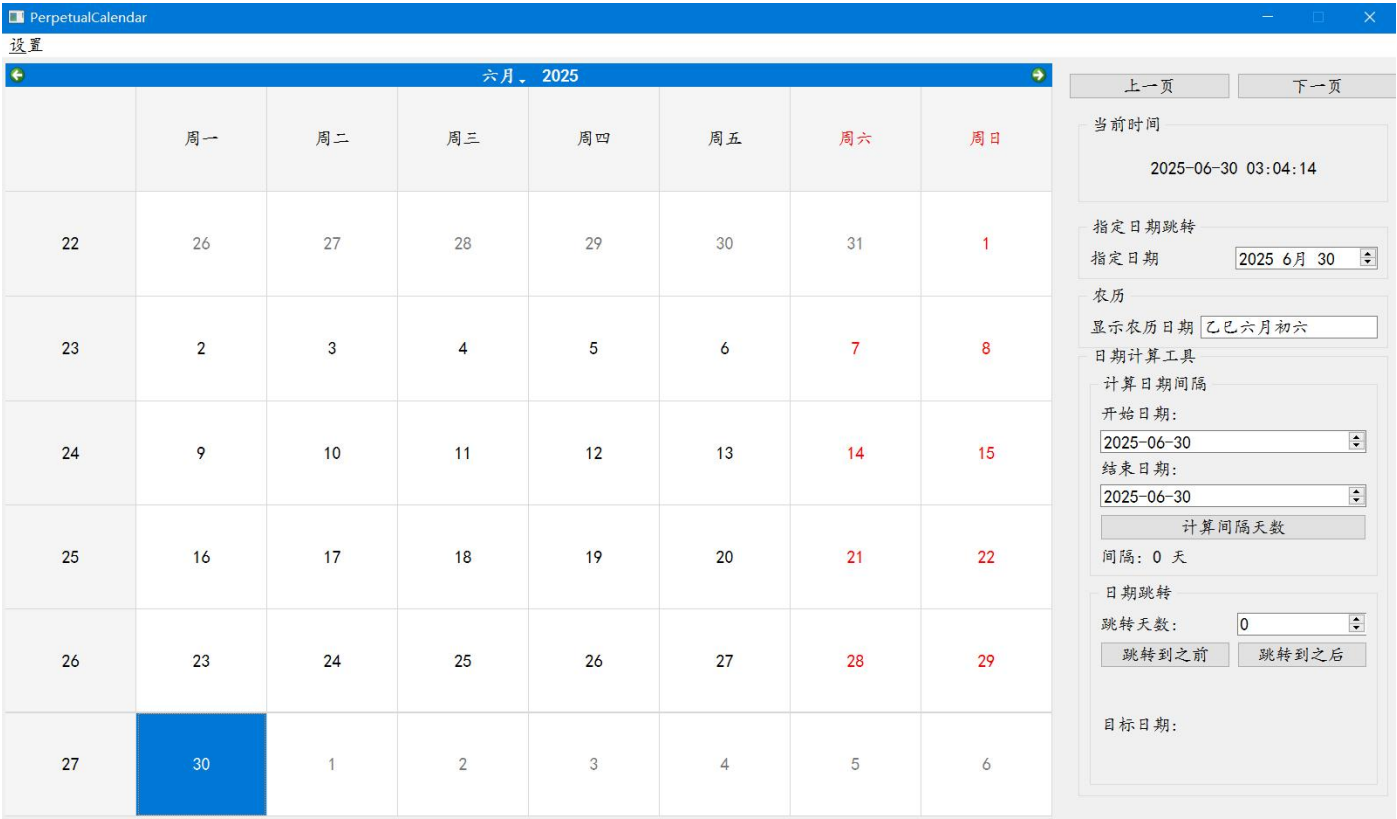 PerpetualCalendar
设置
六月 2025
周一 周二 周三 周四 周五 周六 周日
22 26 27 28 29 30 31 1
23 2 3 4 5 6 7 8
24 9 10 11 12 13 14 15
25 16 17 18 19 20 21 22
26 23 24 25 26 27 28 29
27 30 1 2 3 4 5 6
上一页 下一页
当前时间
2025-06-30 03:04:14
指定日期跳转
指定日期 2025 6月 30
农历
显示农历日期 乙巳六月初六
日期计算工具
计算日期间隔
开始日期:
2025-06-30
结束日期:
2025-06-30
计算间隔天数
间隔: 0 天
日期跳转
跳转天数: 0
跳转到之前 跳转到之后
目标日期: